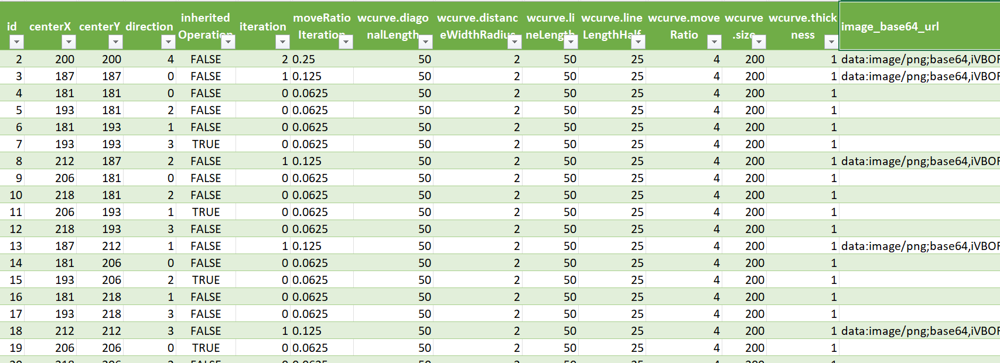 id centerX centerY direction inherited Operation iteration moveRatio Iteration wcurve.diago nalLength wcurve.distanc eWidthRadius wcurve.li neLength wcurve.line LengthHalf wcurve.move Ratio wcurve .size wcurve.thick ness image_base64_url
2 200 200 4 FALSE 2 0.25 50 2 50 25 4 200 1 data:image/png;base64,iVBOR
3 187 187 0 FALSE 1 0.125 50 2 50 25 4 200 1 data:image/png;base64,iVBOR
4 181 181 0 FALSE 0 0.0625 50 2 50 25 4 200 1
5 193 181 2 FALSE 0 0.0625 50 2 50 25 4 200 1
6 181 193 1 FALSE 0 0.0625 50 2 50 25 4 200 1
7 193 193 3 TRUE 0 0.0625 50 2 50 25 4 200 1
8 212 187 2 FALSE 1 0.125 50 2 50 25 4 200 1 data:image/png;base64,iVBOR
9 206 181 0 FALSE 0 0.0625 50 2 50 25 4 200 1
10 218 181 2 FALSE 0 0.0625 50 2 50 25 4 200 1
11 206 193 1 TRUE 0 0.0625 50 2 50 25 4 200 1
12 218 193 3 FALSE 0 0.0625 50 2 50 25 4 200 1
13 187 212 1 FALSE 1 0.125 50 2 50 25 4 200 1 data:image/png;base64,iVBOR
14 181 206 0 FALSE 0 0.0625 50 2 50 25 4 200 1
15 193 206 2 TRUE 0 0.0625 50 2 50 25 4 200 1
16 181 218 1 FALSE 0 0.0625 50 2 50 25 4 200 1
17 193 218 3 FALSE 0 0.0625 50 2 50 25 4 200 1
18 212 212 3 FALSE 1 0.125 50 2 50 25 4 200 1 data:image/png;base64,iVBOR
19 206 206 0 TRUE 0 0.0625 50 2 50 25 4 200 1